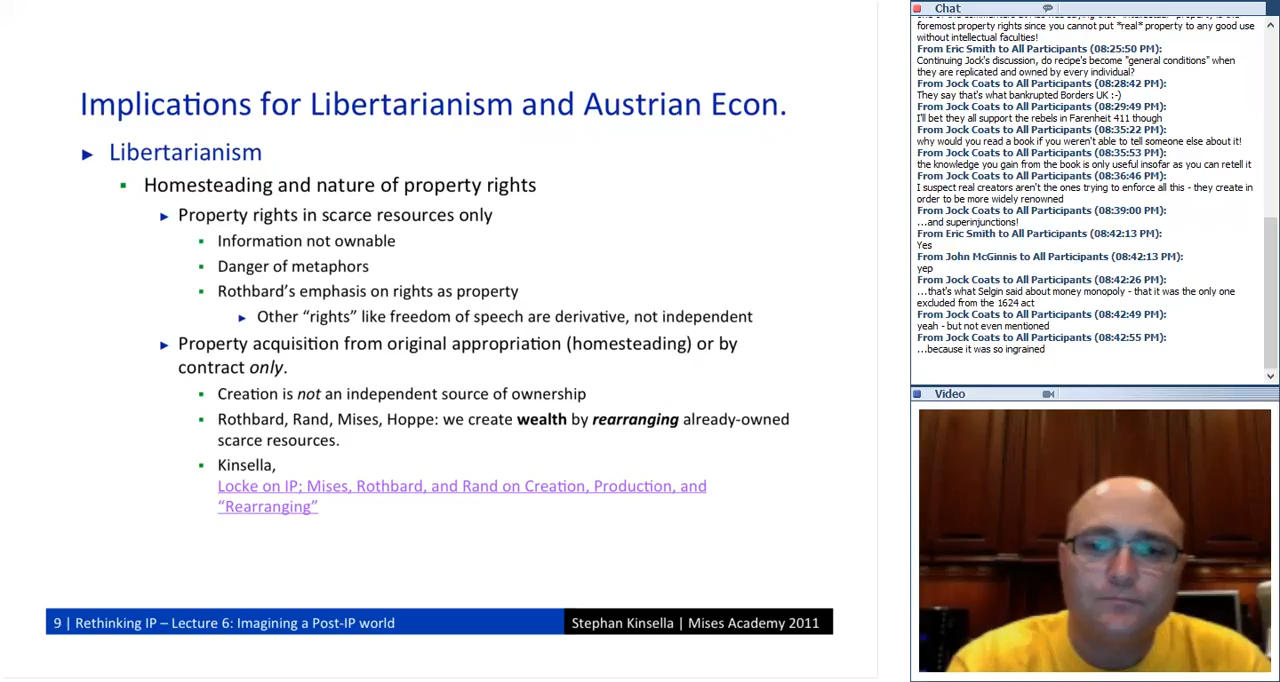 Implications for Libertarianism and Austrian Econ.
Libertarianism
Homesteading and nature of property rights
Property rights in scarce resources only
Information not ownable
Danger of metaphors
Rothbard's emphasis on rights as property
Other "rights" like freedom of speech are derivative, not independent
Property acquisition from original appropriation (homesteading) or by
contract only.
Creation is not an independent source of ownership
Rothbard, Rand, Mises, Hoppe: we create wealth by rearranging already-owned
scarce resources.
Kinsella,
Locke on IP; Mises, Rothbard, and Rand on Creation, Production, and
"Rearranging"
9 | Rethinking IP – Lecture 6: Imagining a Post-IP world
Stephan Kinsella | Mises Academy 2011
Chat
foremost property rights since you cannot put *real* property to any good use
without intellectual faculties!
From Eric Smith to All Participants (08:25:50 PM):
Continuing Jock's discussion, do recipe's become "general conditions" when
they are replicated and owned by every individual?
From Jock Coats to All Participants (08:28:42 PM):
They say that's what bankrupted Borders UK :-)
From Jock Coats to All Participants (08:29:49 PM):
I'll bet they all support the rebels in Farenheit 411 though
From Jock Coats to All Participants (08:35:22 PM):
why would you read a book if you weren't able to tell someone else about it!
From Jock Coats to All Participants (08:35:53 PM):
the knowledge you gain from the book is only useful insofar as you can retell it
From Jock Coats to All Participants (08:36:46 PM):
I suspect real creators aren't the ones trying to enforce all this - they create in
order to be more widely renowned
From Jock Coats to All Participants (08:39:00 PM):
...and superinjunctions!
From Eric Smith to All Participants (08:42:13 PM):
Yes
From John McGinnis to All Participants (08:42:13 PM):
yep
From Jock Coats to All Participants (08:42:26 PM):
...that's what Selgin said about money monopoly - that it was the only one
excluded from the 1624 act
From Jock Coats to All Participants (08:42:49 PM):
yeah - but not even mentioned
From Jock Coats to All Participants (08:42:55 PM):
...because it was so ingrained
Video